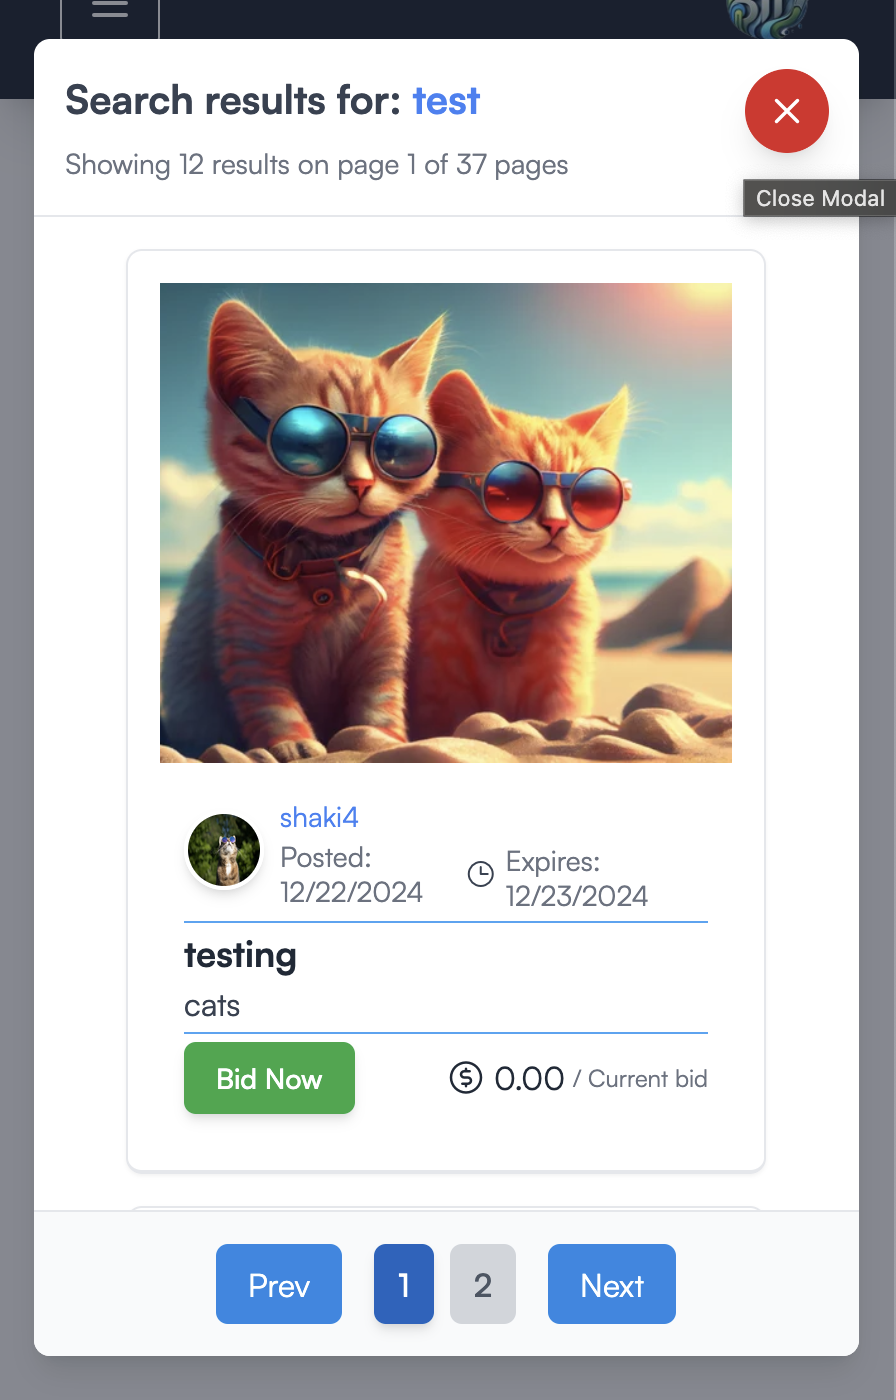 Search results for: test
Showing 12 results on page 1 of 37 pages
Close Modal
shaki4
Posted:
12/22/2024
Expires:
12/23/2024
testing
cats
Bid Now
0.00 / Current bid
Prev
1
2
Next